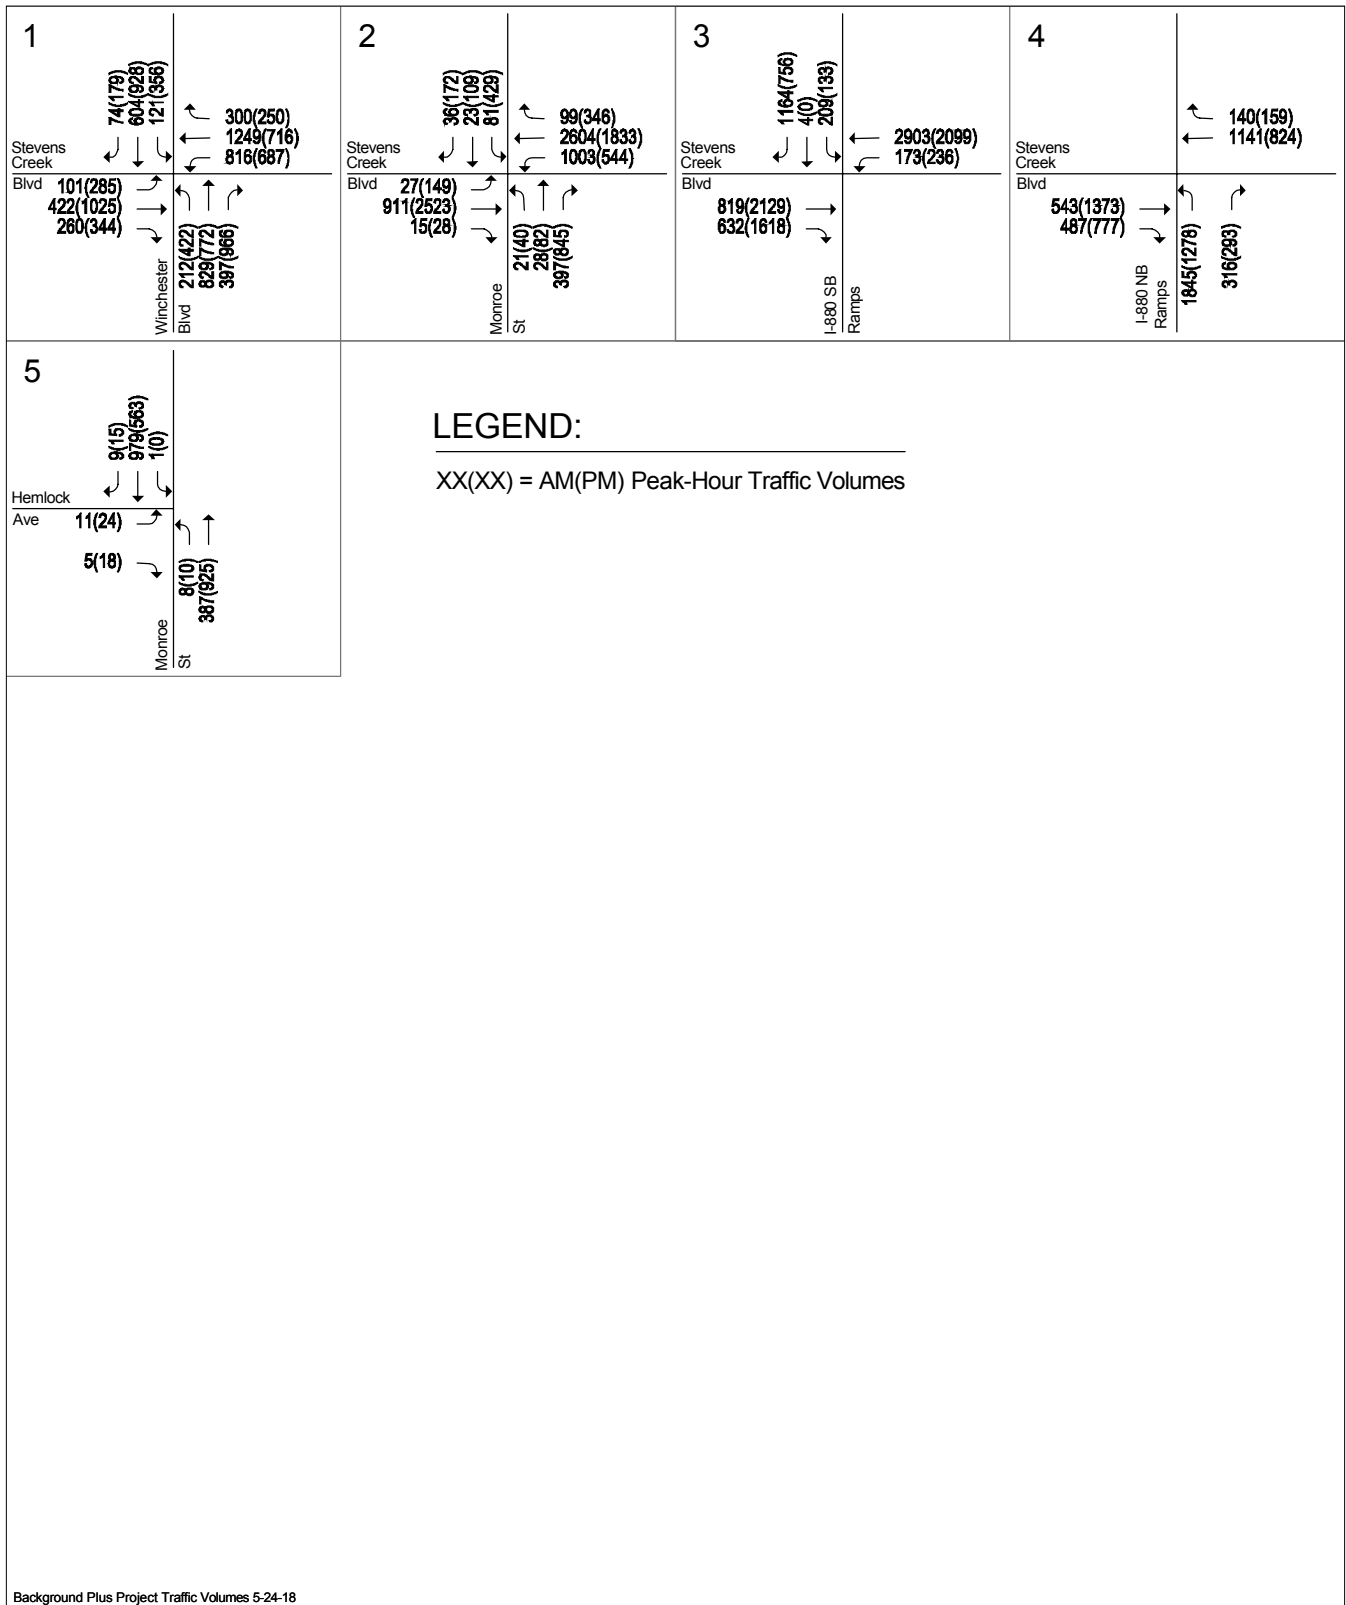 1
74(179)
604(928)
121(356)
300(250)
1249(716)
816(687)
Stevens
Creek
Blvd
101(285)
422(1025)
260(344)
212(422)
829(772)
397(966)
Winchester
Blvd
2
36(172)
23(109)
81(429)
99(346)
2604(1833)
1003(544)
Stevens
Creek
Blvd
27(149)
911(2523)
15(28)
21(40)
28(82)
397(845)
Monroe
St
3
1164(756)
4(0)
209(133)
2903(2099)
173(236)
Stevens
Creek
Blvd
819(2129)
632(1618)
I-880 SB
Ramps
4
140(159)
1141(824)
Stevens
Creek
Blvd
543(1373)
487(777)
1845(1278)
316(293)
I-880 NB
Ramps
5
9(15)
979(563)
1(0)
Hemlock
Ave
11(24)
5(18)
8(10)
387(925)
Monroe
St
LEGEND:
XX(XX) = AM(PM) Peak-Hour Traffic Volumes
Background Plus Project Traffic Volumes 5-24-18